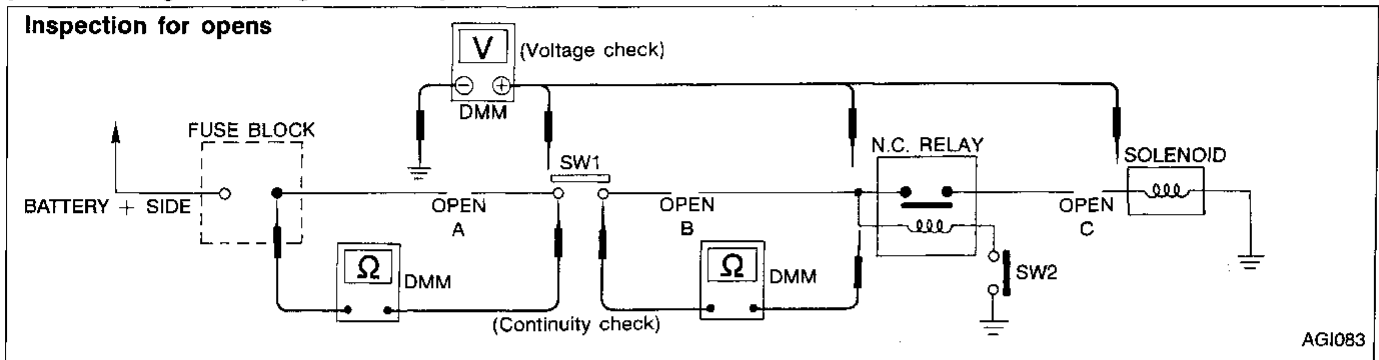 Inspection for opens
V
(Voltage check)
− +
DMM
FUSE BLOCK
SW1
N.C. RELAY
SOLENOID
BATTERY + SIDE
OPEN
A
OPEN
B
OPEN
C
Ω
DMM
Ω
DMM
SW2
(Continuity check)
AGI083